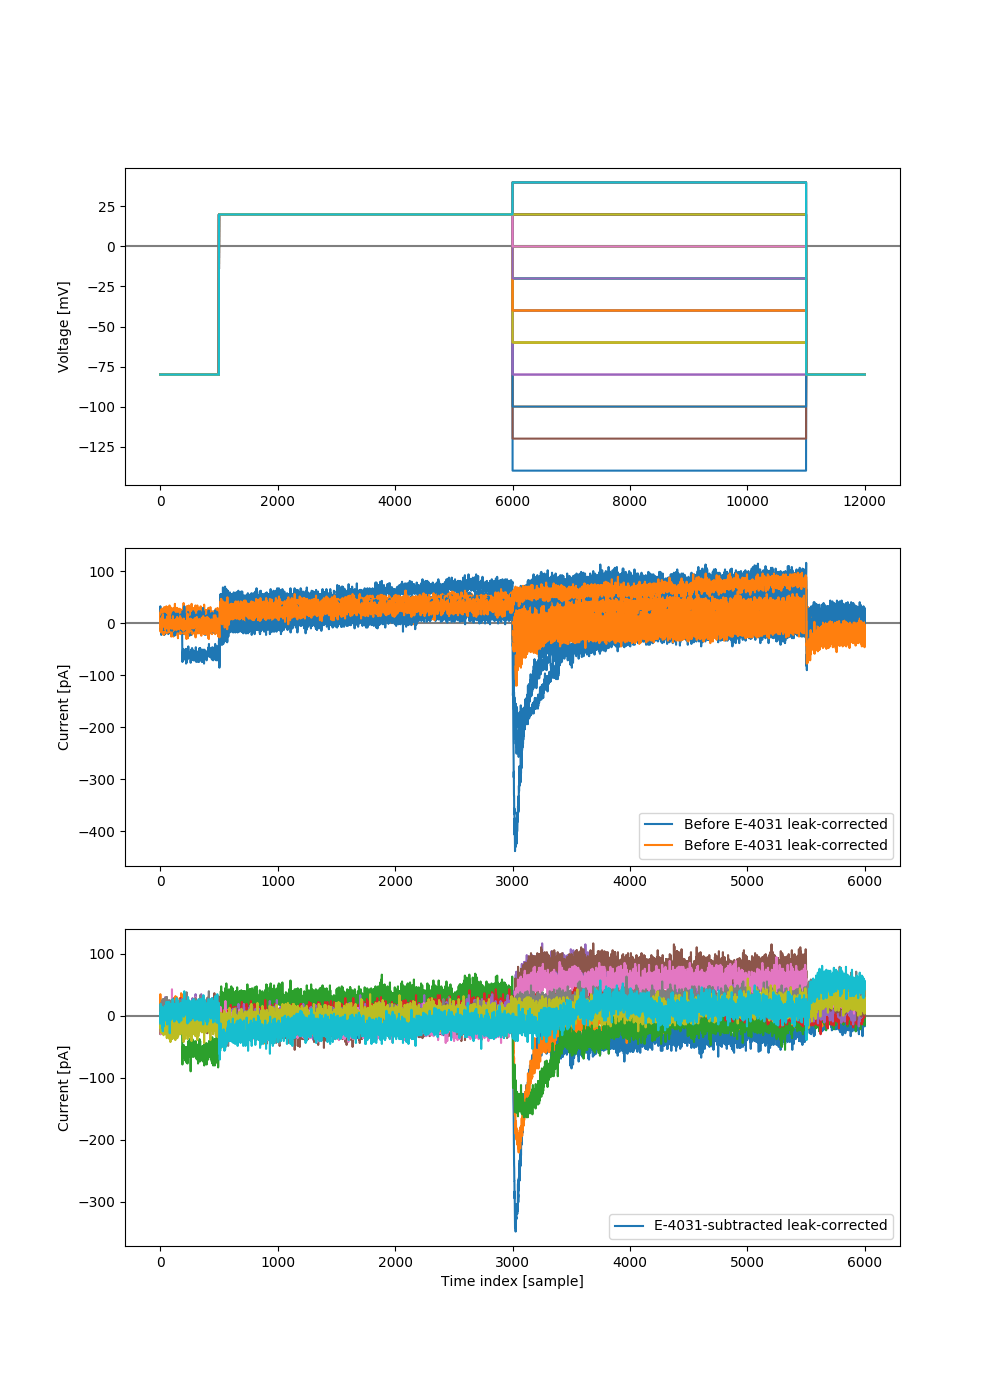 25
0
−25
−50
−75
−100
−125
Voltage [mV]
0 2000 4000 6000 8000 10000 12000
100
0
−100
−200
−300
−400
Current [pA]
Before E-4031 leak-corrected
Before E-4031 leak-corrected
0 1000 2000 3000 4000 5000 6000
100
0
−100
−200
−300
Current [pA]
E-4031-subtracted leak-corrected
0 1000 2000 3000 4000 5000 6000
Time index [sample]